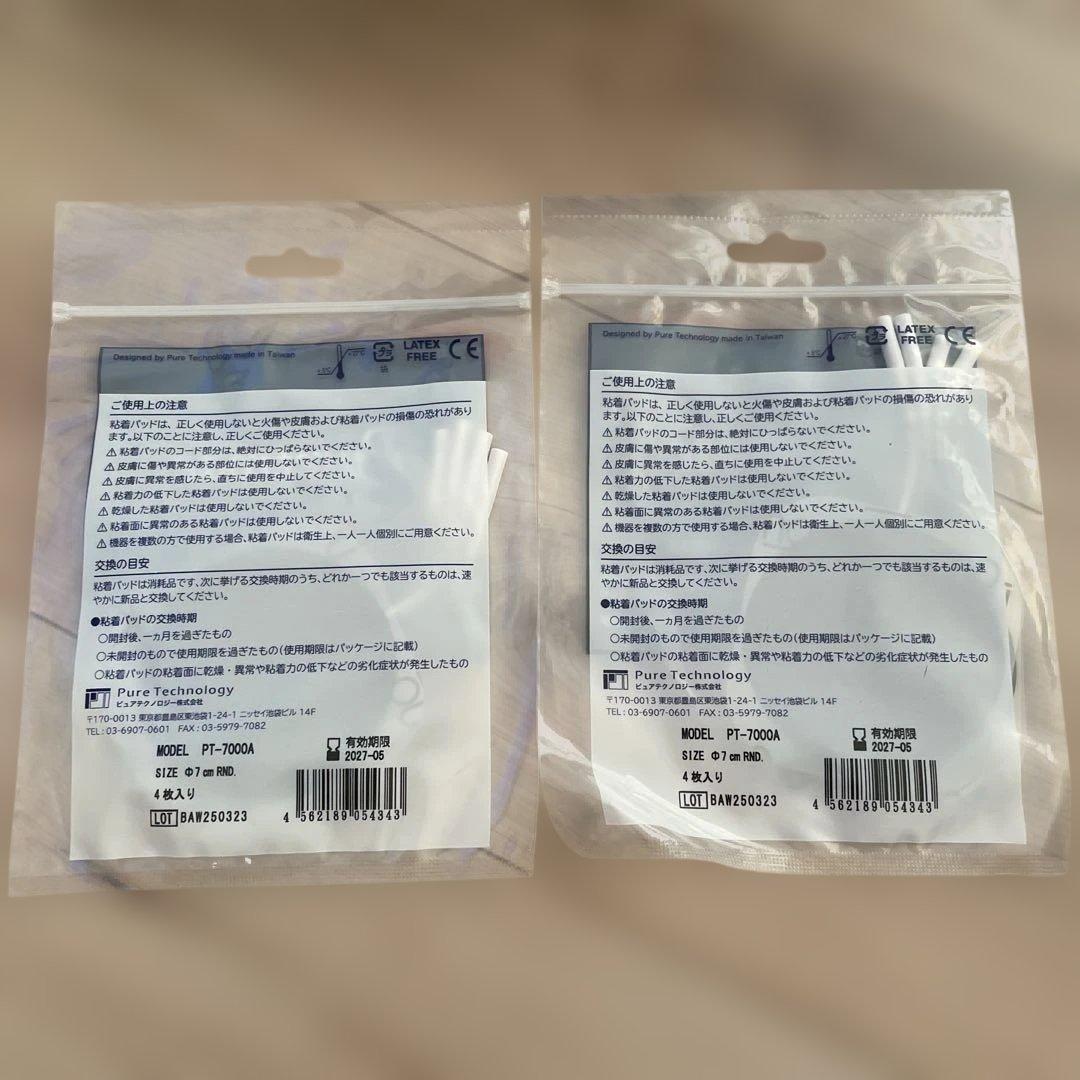 Designed by Pure Technology made in Taiwan
+5℃
+27℃
プラ
袋
LATEX
FREE
CE
ご使用上の注意
粘着パッドは、正しく使用しないと火傷や皮膚および粘着パッドの損傷の恐れがあり
ます。以下のことに注意し、正しくご使用ください。
⚠粘着パッドのコード部分は、絶対にひっぱらないでください。
⚠皮膚に傷や異常がある部位には使用しないでください。
⚠皮膚に異常を感じたら、直ちに使用を中止してください。
⚠粘着力の低下した粘着パッドは使用しないでください。
⚠乾燥した粘着パッドは使用しないでください。
⚠粘着面に異常のある粘着パッドは使用しないでください。
⚠機器を複数の方で使用する場合、粘着パッドは衛生上、一人一人個別にご用意ください。
交換の目安
粘着パッドは消耗品です、次に挙げる交換時期のうち、どれか一つでも該当するものは、速
やかに新品と交換してください。
●粘着パッドの交換時期
○開封後、一ヵ月を過ぎたもの
○未開封のもので使用期限を過ぎたもの(使用期限はパッケージに記載)
○粘着パッドの粘着面に乾燥・異常や粘着力の低下などの劣化症状が発生したもの
PT Pure Technology
ピュアテクノロジー株式会社
〒170-0013 東京都豊島区東池袋1-24-1 ニッセイ池袋ビル 14F
TEL : 03-6907-0601 FAX : 03-5979-7082
MODEL PT-7000A
有効期限
2027-05
SIZE Φ7cm RND.
4枚入り
LOT BAW250323
4 562189 054343
Designed by Pure Technology made in Taiwan
+5℃
プラ
LATEX
FREE
CE
ご使用上の注意
粘着パッドは、正しく使用しないと火傷や皮膚および粘着パッドの損傷の恐れがあり
ます。以下のことに注意し、正しくご使用ください。
⚠粘着パッドのコード部分は、絶対にひっぱらないでください。
⚠皮膚に傷や異常がある部位には使用しないでください。
⚠皮膚に異常を感じたら、直ちに使用を中止してください。
⚠粘着力の低下した粘着パッドは使用しないでください。
⚠乾燥した粘着パッドは使用しないでください。
⚠粘着面に異常のある粘着パッドは使用しないでください。
⚠機器を複数の方で使用する場合、粘着パッドは衛生上、一人一人個別にご用意ください。
交換の目安
粘着パッドは消耗品です、次に挙げる交換時期のうち、どれか一つでも該当するものは、速
やかに新品と交換してください。
●粘着パッドの交換時期
○開封後、一ヵ月を過ぎたもの
○未開封のもので使用期限を過ぎたもの(使用期限はパッケージに記載)
○粘着パッドの粘着面に乾燥・異常や粘着力の低下などの劣化症状が発生したもの
PT Pure Technology
ピュアテクノロジー株式会社
〒170-0013 東京都豊島区東池袋1-24-1 ニッセイ池袋ビル 14F
TEL : 03-6907-0601 FAX : 03-5979-7082
MODEL PT-7000A
有効期限
2027-05
SIZE Φ7cm RND.
4枚入り
LOT BAW250323
4 562189 054343